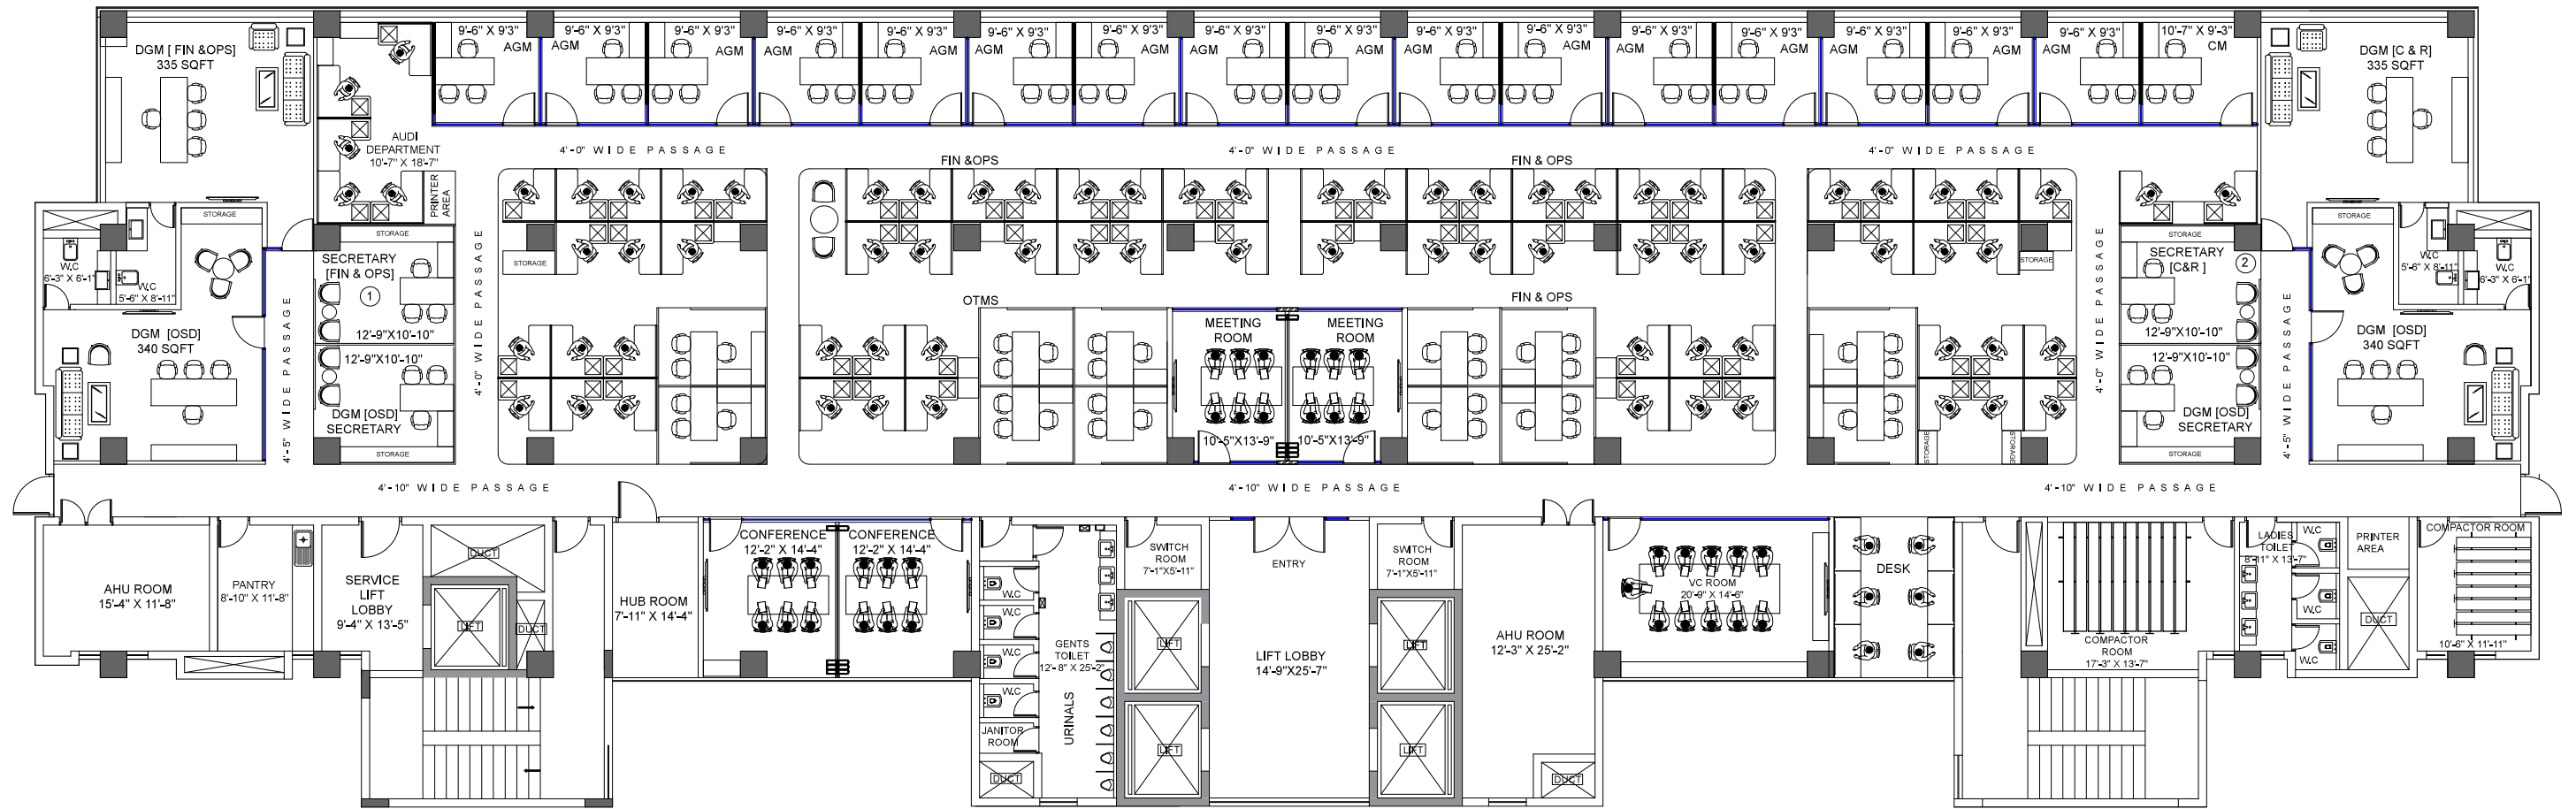 DGM [ FIN &OPS]
335 SQFT
9'-6" X 9'3"
AGM
9'-6" X 9'3"
AGM
9'-6" X 9'3"
AGM
9'-6" X 9'3"
AGM
9'-6" X 9'3"
AGM
9'-6" X 9'3"
AGM
9'-6" X 9'3"
AGM
9'-6" X 9'3"
AGM
9'-6" X 9'3"
AGM
9'-6" X 9'3"
AGM
9'-6" X 9'3"
AGM
9'-6" X 9'3"
AGM
9'-6" X 9'3"
AGM
9'-6" X 9'3"
AGM
9'-6" X 9'3"
AGM
9'-6" X 9'3"
AGM
10'-7" X 9'-3"
CM
DGM [C & R]
335 SQFT
AUDI
DEPARTMENT
10'-7" X 18'-7"
PRINTER
AREA
4'-0" WIDE PASSAGE
4'-0" WIDE PASSAGE
4'-0" WIDE PASSAGE
FIN &OPS
FIN & OPS
STORAGE
STORAGE
STORAGE
STORAGE
W.C
6'-3" X 6'-1"
W.C
5'-6" X 8'-11"
SECRETARY
[FIN & OPS]
1
12'-9"X10'-10"
12'-9"X10'-10"
DGM [OSD]
SECRETARY
STORAGE
DGM [OSD]
340 SQFT
4'-5" WIDE PASSAGE
4'-0" WIDE PASSAGE
STORAGE
OTMS
FIN & OPS
MEETING
ROOM
10'-5"X13'-9"
MEETING
ROOM
10'-5"X13'-9"
STORAGE
STORAGE
STORAGE
4'-0" WIDE PASSAGE
SECRETARY
[C&R ]
2
12'-9"X10'-10"
12'-9"X10'-10"
DGM [OSD]
SECRETARY
STORAGE
4'-5" WIDE PASSAGE
W.C
5'-6" X 8'-11"
W.C
6'-3" X 6'-1"
DGM [OSD]
340 SQFT
4'-10" WIDE PASSAGE
4'-10" WIDE PASSAGE
4'-10" WIDE PASSAGE
AHU ROOM
15'-4" X 11'-8"
PANTRY
8'-10" X 11'-8"
SERVICE
LIFT
LOBBY
9'-4" X 13'-5"
DUCT
LIFT
DUCT
HUB ROOM
7'-11" X 14'-4"
CONFERENCE
12'-2" X 14'-4"
CONFERENCE
12'-2" X 14'-4"
W.C
W.C
W.C
W.C
JANITOR
ROOM
DUCT
GENTS
TOILET
12'- 8" X 25'-2"
URINALS
SWITCH
ROOM
7'-1"X5'-11"
LIFT
LIFT
ENTRY
LIFT LOBBY
14'-9"X25'-7"
SWITCH
ROOM
7'-1"X5'-11"
LIFT
LIFT
AHU ROOM
12'-3" X 25'-2"
DUCT
VC ROOM
20'-9" X 14'-6"
DESK
COMPACTOR
ROOM
17'-3" X 13'-7"
LADIES
TOILET
8'-11" X 13'-7"
W.C
W.C
W.C
PRINTER
AREA
DUCT
COMPACTOR ROOM
10'-6" X 11'-11"